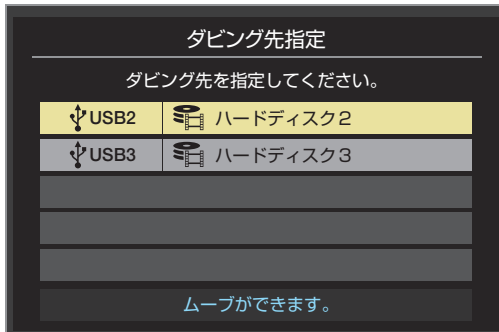 ダビング先指定
ダビング先を指定してください。
USB2 ハードディスク2
USB3 ハードディスク3
ムーブができます。